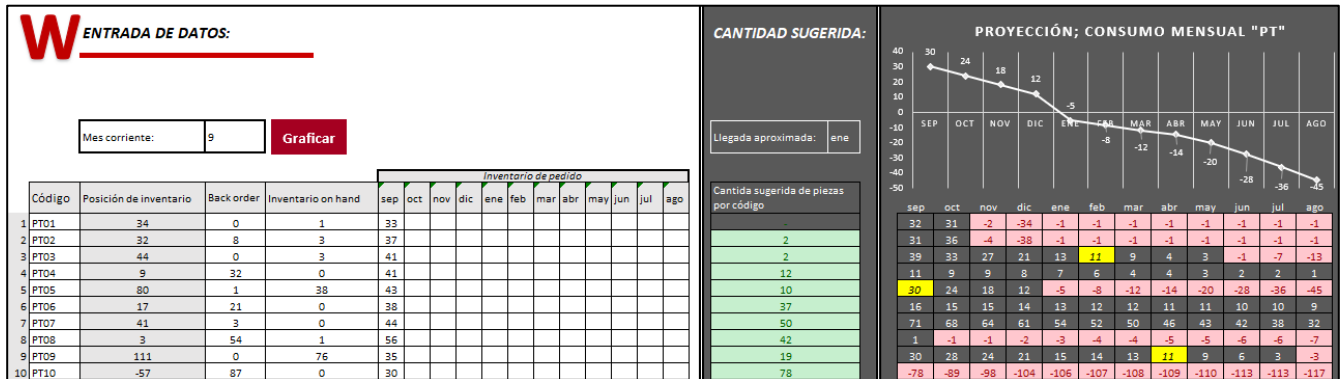 W ENTRADA DE DATOS:
CANTIDAD SUGERIDA:
PROYECCIÓN; CONSUMO MENSUAL "PT"
40
30
20
10
0
-10
-20
-30
-40
-50
30
24
18
12
-5
-8
-12
-14
-20
-28
-36
-45
SEP OCT NOV DIC ENE FEB MAR ABR MAY JUN JUL AGO
Mes corriente: 9 Graficar
Llegada aproximada: ene
Inventario de pedido
Código Posición de inventario Back order Inventario on hand sep oct nov dic ene feb mar abr may jun jul ago
Cantida sugerida de piezas
por código
sep oct nov dic ene feb mar abr may jun jul ago
1 PT01 34 0 1 33 - 32 31 -2 -34 -1 -1 -1 -1 -1 -1 -1 -1
2 PT02 32 8 3 37 2 31 36 -4 -38 -1 -1 -1 -1 -1 -1 -1 -1
3 PT03 44 0 3 41 2 39 33 27 21 13 11 9 4 3 -1 -7 -13
4 PT04 9 32 0 41 12 11 9 9 8 7 6 4 4 3 2 2 1
5 PT05 80 1 38 43 10 30 24 18 12 -5 -8 -12 -14 -20 -28 -36 -45
6 PT06 17 21 0 38 37 16 15 15 14 13 12 12 11 11 10 10 9
7 PT07 41 3 0 44 50 71 68 64 61 54 52 50 46 43 42 38 32
8 PT08 3 54 1 56 42 1 -1 -1 -2 -3 -4 -4 -5 -5 -6 -6 -7
9 PT09 111 0 76 35 19 30 28 24 21 15 14 13 11 9 6 3 -3
10 PT10 -57 87 0 30 78 -78 -89 -98 -104 -106 -107 -108 -109 -110 -113 -113 -117